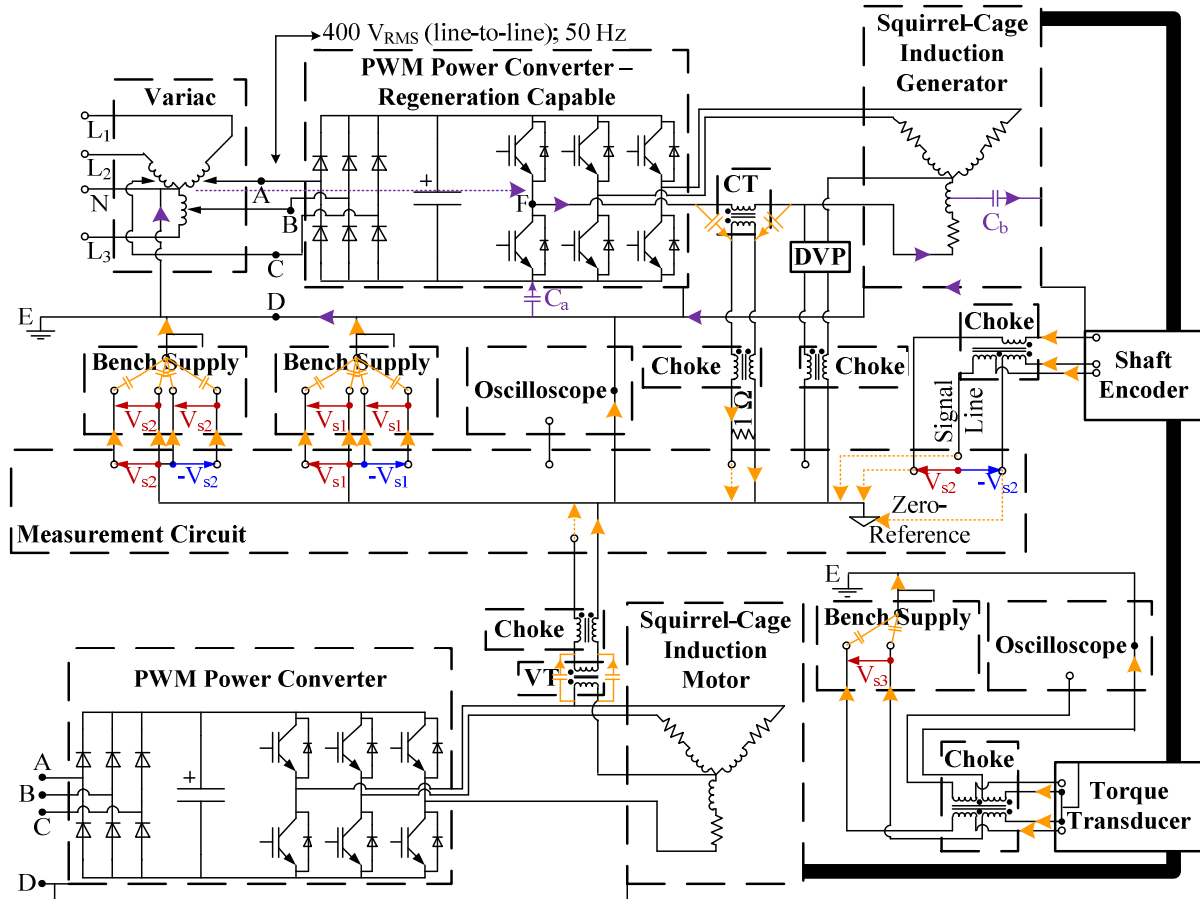 400 VRMS (line-to-line); 50 Hz
Squirrel-Cage
Induction
Generator
PWM Power Converter –
Regeneration Capable
Variac
L1
L2
N
L3
A
B
C
D
E
F
+
Ca
Cb
CT
DVP
Choke
Shaft
Encoder
Bench Supply
Vs2
Vs2
Vs2
-Vs2
Bench Supply
Vs1
Vs1
Vs1
-Vs1
Oscilloscope
Choke
1 Ω
Choke
Signal
Line
Vs2
-Vs2
Zero-
Reference
Measurement Circuit
Choke
VT
Squirrel-Cage
Induction
Motor
PWM Power Converter
A
B
C
D
+
E
Bench Supply
Vs3
Oscilloscope
Choke
Torque
Transducer